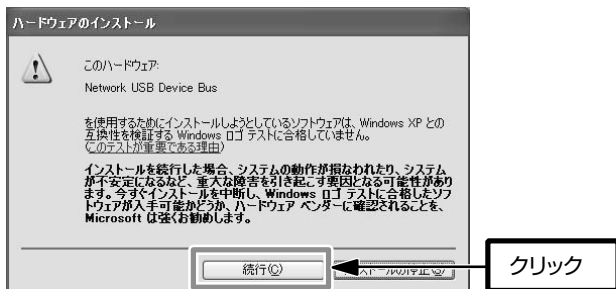 ハードウェアのインストール
このハードウェア:
Network USB Device Bus
を使用するためにインストールしようとしているソフトウェアは、Windows XP との
互換性を検証する Windows ロゴ テストに合格していません。
(このテストが重要である理由)
インストールを続行した場合、システムの動作が損なわれたり、システム
が不安定になるなど、重大な障害を引き起こす要因となる可能性があり
ます。今すぐインストールを中断し、Windows ロゴ テストに合格したソフ
トウェアが入手可能かどうか、ハードウェア ベンダーに確認されることを、
Microsoft は強くお勧めします。
続行(C)
トールの停止(S)
クリック